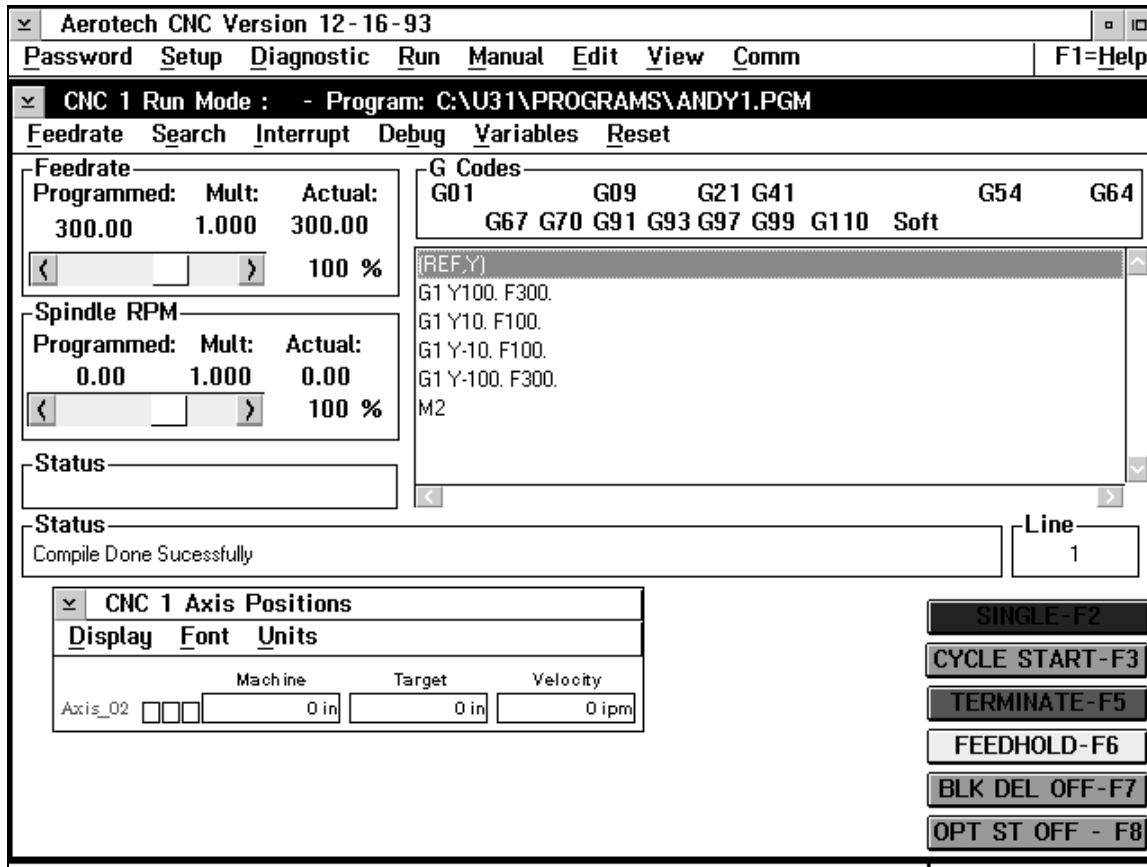 Aerotech CNC Version 12-16-93
Password Setup Diagnostic Run Manual Edit View Comm F1=Help
CNC 1 Run Mode : - Program: C:\U31\PROGRAMS\ANDY1.PGM
Feedrate Search Interrupt Debug Variables Reset
Feedrate
Programmed: Mult: Actual:
300.00 1.000 300.00
100 %
G Codes
G01 G09 G21 G41 G54 G64
G67 G70 G91 G93 G97 G99 G110 Soft
(REF,Y)
G1 Y100. F300.
G1 Y10. F100.
G1 Y-10. F100.
G1 Y-100. F300.
M2
Spindle RPM
Programmed: Mult: Actual:
0.00 1.000 0.00
100 %
Status
Status
Compile Done Sucessfully
Line
1
CNC 1 Axis Positions
Display Font Units
Machine Target Velocity
Axis_02 0 in 0 in 0 ipm
SINGLE-F2
CYCLE START-F3
TERMINATE-F5
FEEDHOLD-F6
BLK DEL OFF-F7
OPT ST OFF - F8